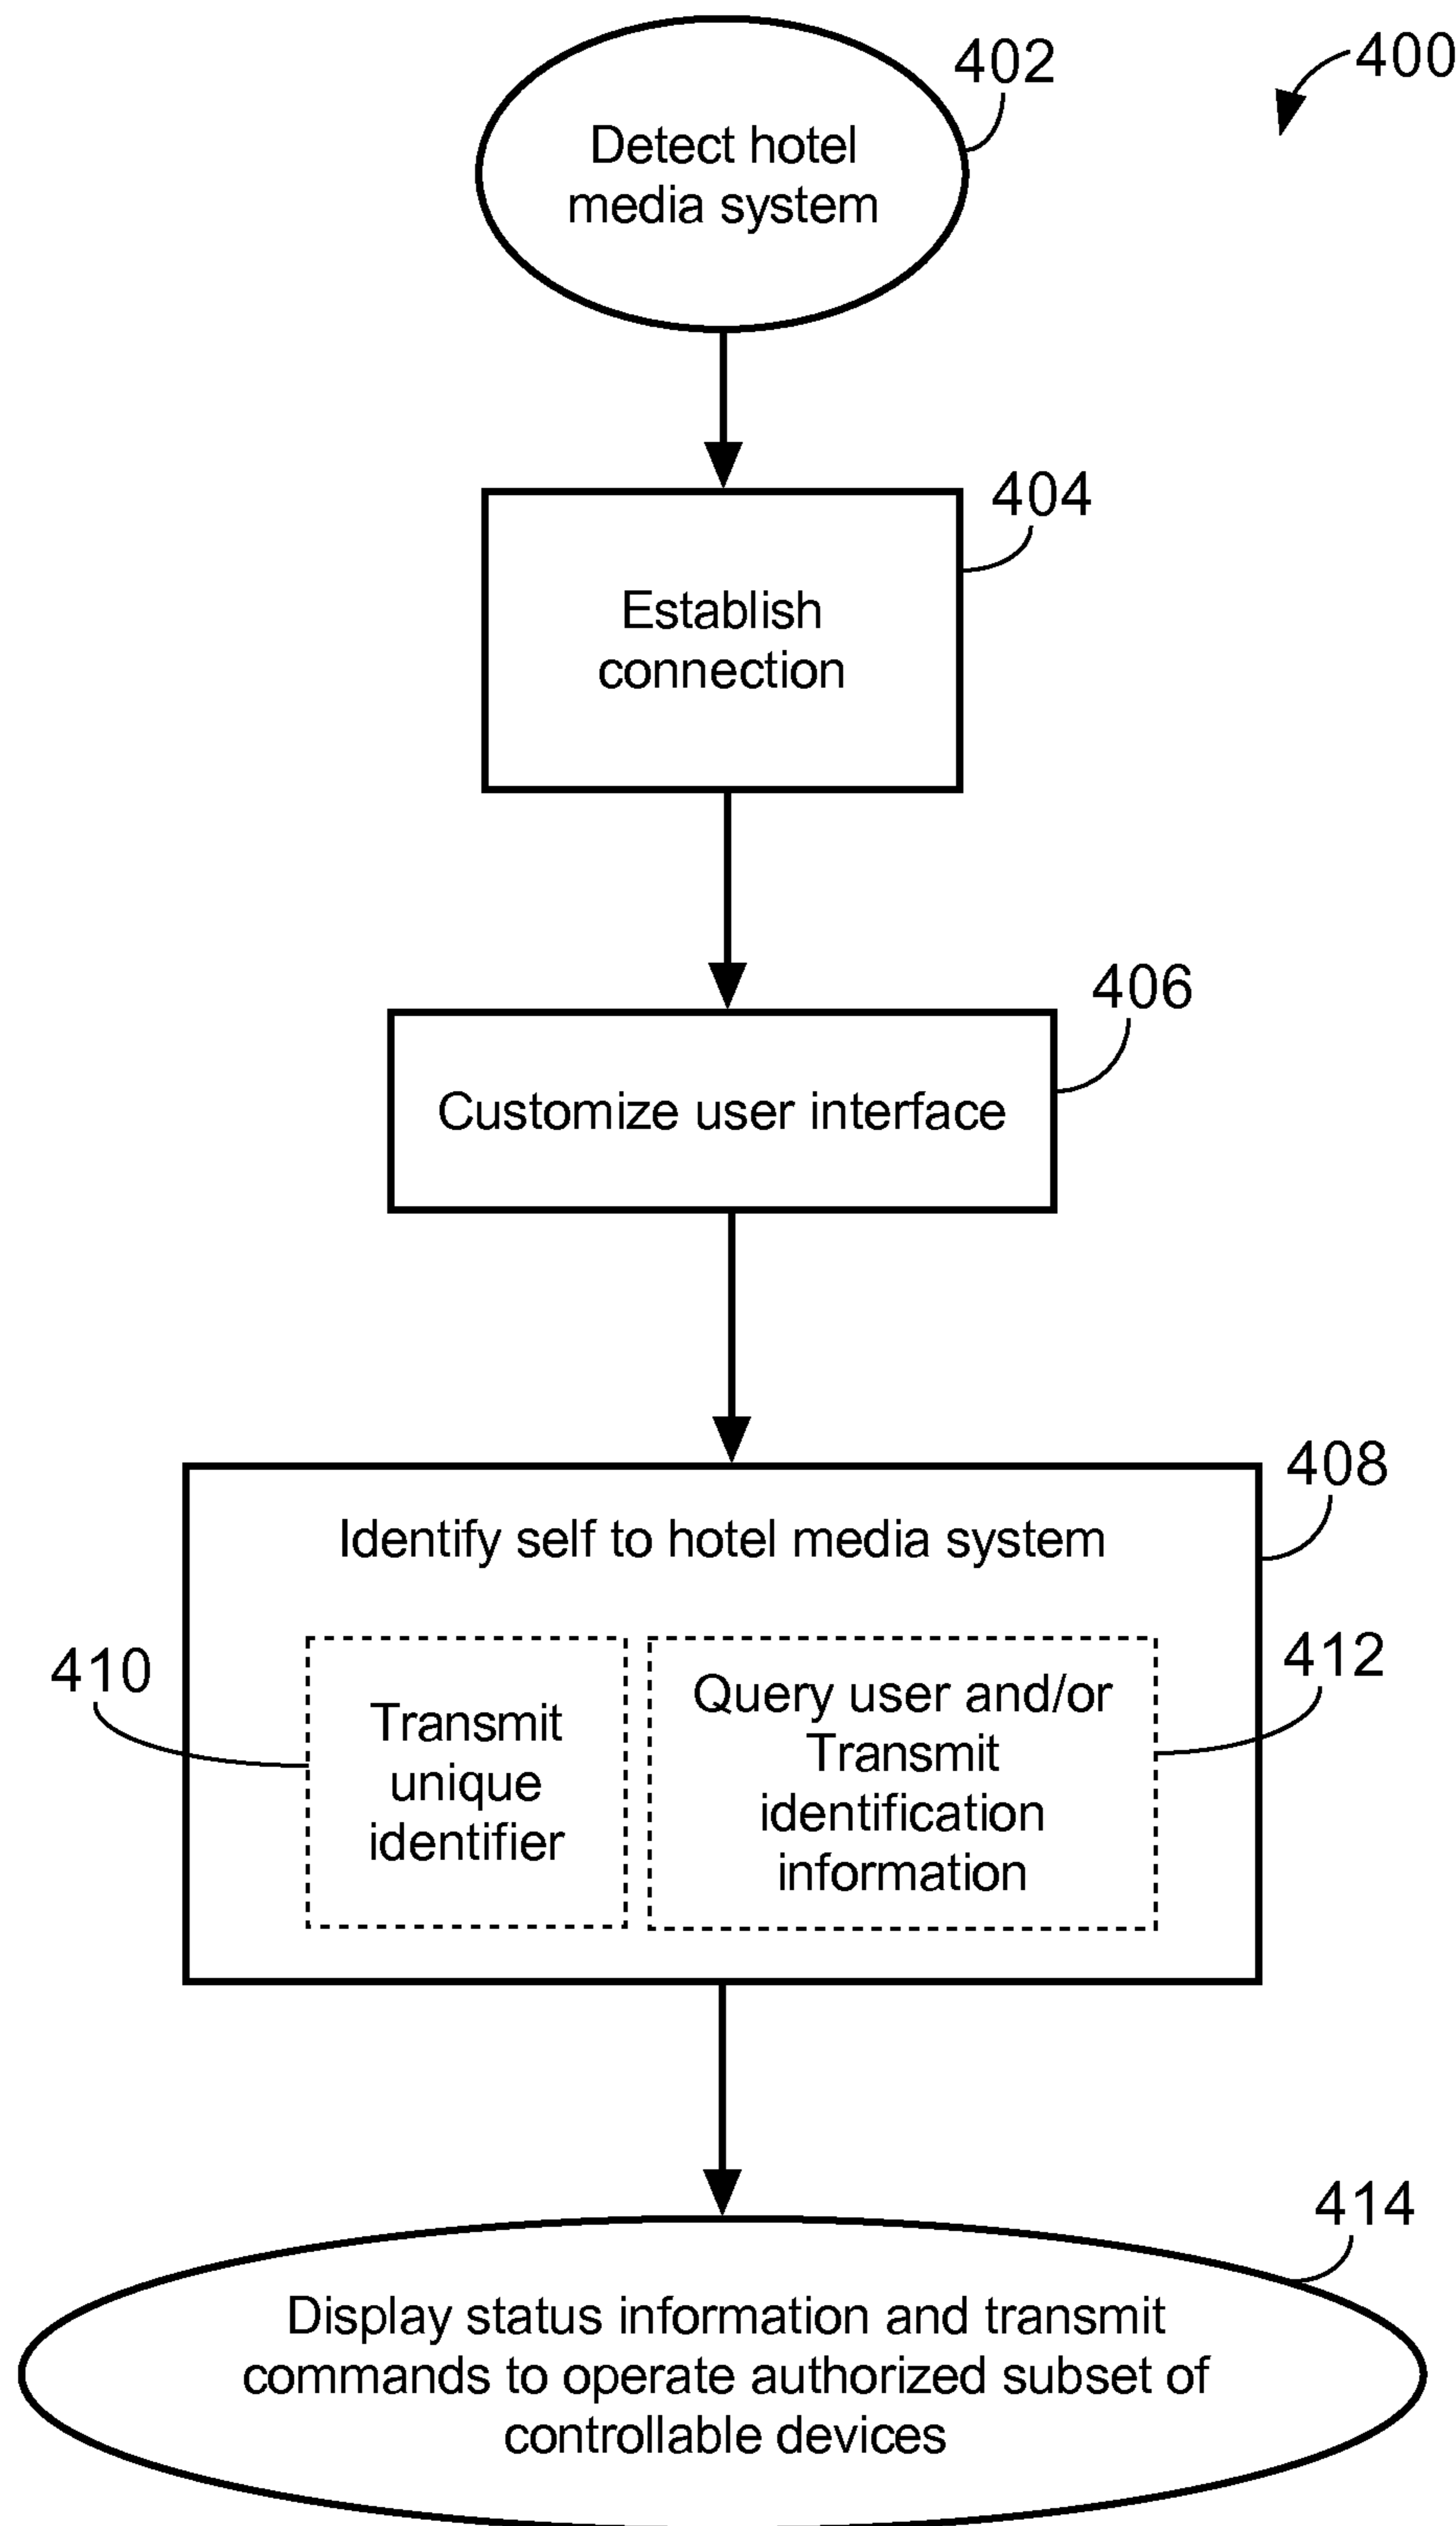 402
400
Detect hotel
media system
404
Establish
connection
406
Customize user interface
408
Identify self to hotel media system
410
412
Transmit
unique
identifier
Query user and/or
Transmit
identification
information
414
Display status information and transmit
commands to operate authorized subset of
controllable devices